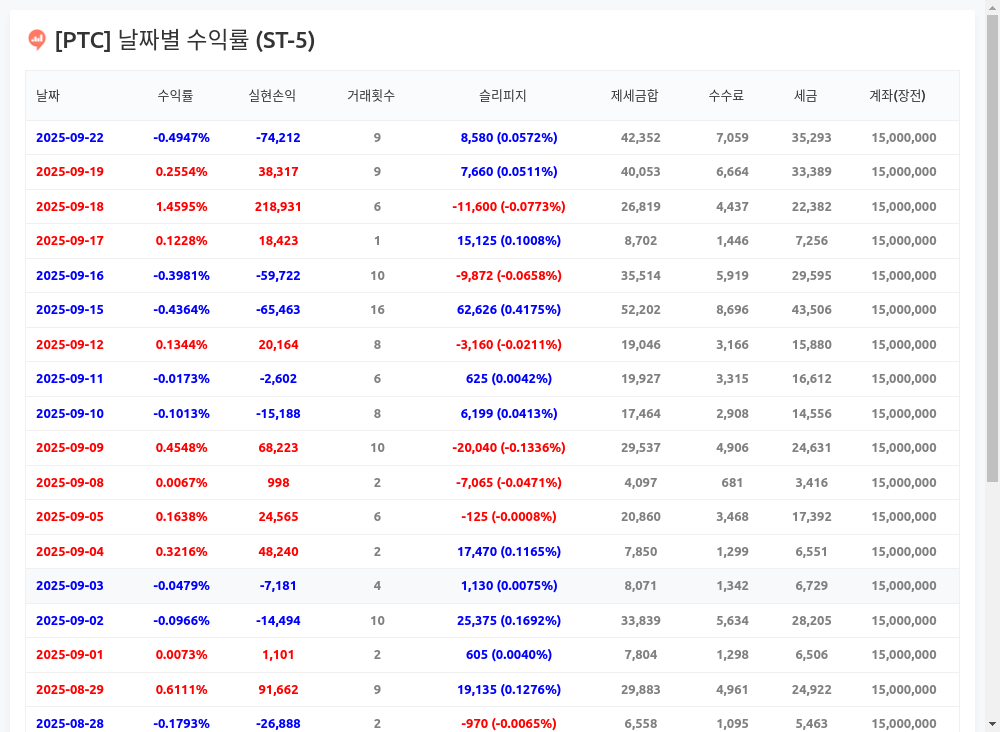 [PTC] 날짜별 수익률 (ST-5)
날짜 수익률 실현손익 거래횟수 슬리피지 제세금합 수수료 세금 계좌(장전)
2025-09-22 -0.4947% -74,212 9 8,580 (0.0572%) 42,352 7,059 35,293 15,000,000
2025-09-19 0.2554% 38,317 9 7,660 (0.0511%) 40,053 6,664 33,389 15,000,000
2025-09-18 1.4595% 218,931 6 -11,600 (-0.0773%) 26,819 4,437 22,382 15,000,000
2025-09-17 0.1228% 18,423 1 15,125 (0.1008%) 8,702 1,446 7,256 15,000,000
2025-09-16 -0.3981% -59,722 10 -9,872 (-0.0658%) 35,514 5,919 29,595 15,000,000
2025-09-15 -0.4364% -65,463 16 62,626 (0.4175%) 52,202 8,696 43,506 15,000,000
2025-09-12 0.1344% 20,164 8 -3,160 (-0.0211%) 19,046 3,166 15,880 15,000,000
2025-09-11 -0.0173% -2,602 6 625 (0.0042%) 19,927 3,315 16,612 15,000,000
2025-09-10 -0.1013% -15,188 8 6,199 (0.0413%) 17,464 2,908 14,556 15,000,000
2025-09-09 0.4548% 68,223 10 -20,040 (-0.1336%) 29,537 4,906 24,631 15,000,000
2025-09-08 0.0067% 998 2 -7,065 (-0.0471%) 4,097 681 3,416 15,000,000
2025-09-05 0.1638% 24,565 6 -125 (-0.0008%) 20,860 3,468 17,392 15,000,000
2025-09-04 0.3216% 48,240 2 17,470 (0.1165%) 7,850 1,299 6,551 15,000,000
2025-09-03 -0.0479% -7,181 4 1,130 (0.0075%) 8,071 1,342 6,729 15,000,000
2025-09-02 -0.0966% -14,494 10 25,375 (0.1692%) 33,839 5,634 28,205 15,000,000
2025-09-01 0.0073% 1,101 2 605 (0.0040%) 7,804 1,298 6,506 15,000,000
2025-08-29 0.6111% 91,662 9 19,135 (0.1276%) 29,883 4,961 24,922 15,000,000
2025-08-28 -0.1793% -26,888 2 -970 (-0.0065%) 6,558 1,095 5,463 15,000,000